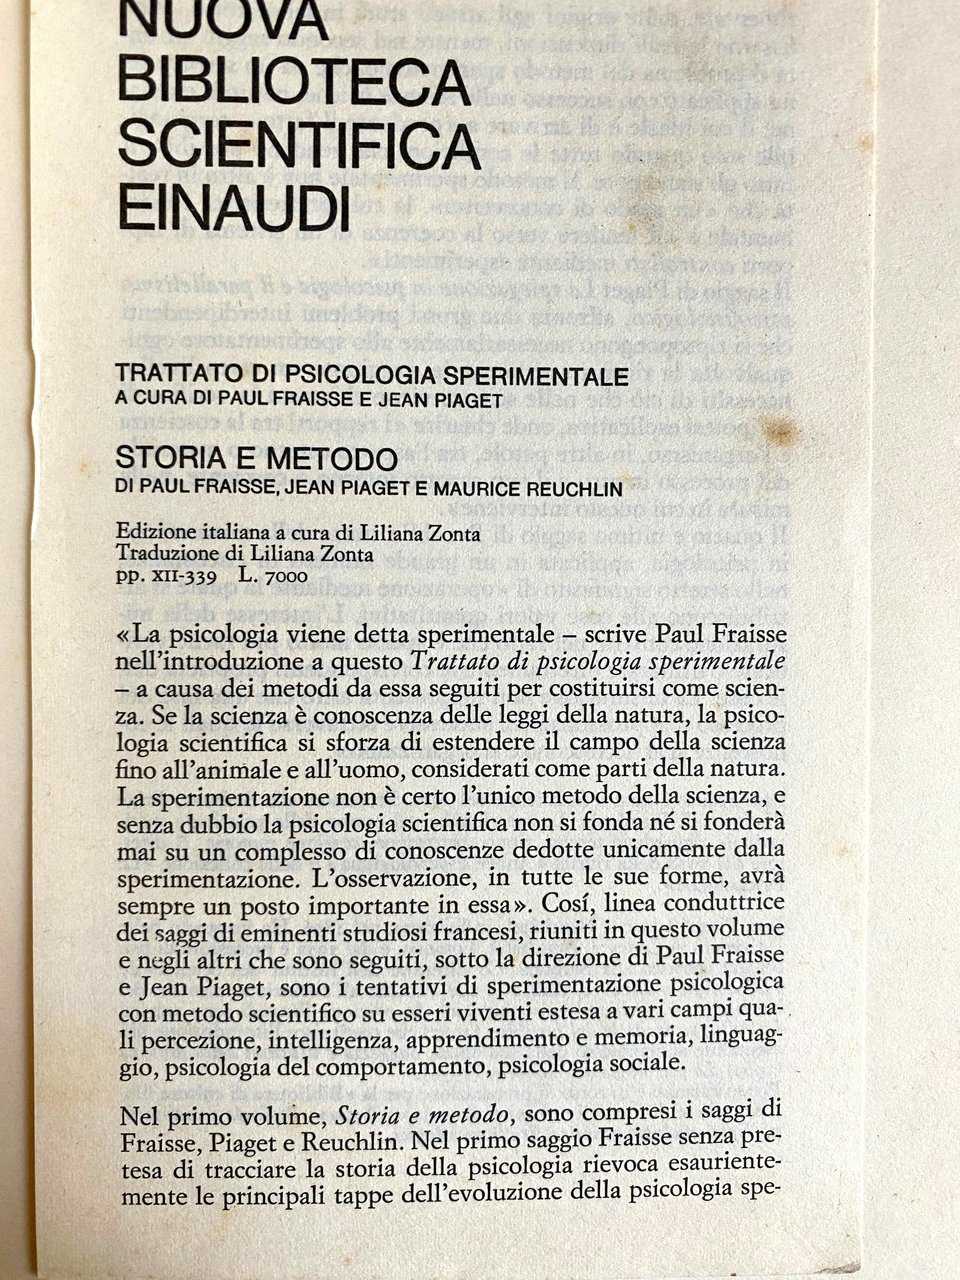 NUOVA
BIBLIOTECA
SCIENTIFICA
EINAUDI
TRATTATO DI PSICOLOGIA SPERIMENTALE
A CURA DI PAUL FRAISSE E JEAN PIAGET
STORIA E METODO
DI PAUL FRAISSE, JEAN PIAGET E MAURICE REUCHLIN
Edizione italiana a cura di Liliana Zonta
Traduzione di Liliana Zonta
pp. XII-339 L. 7000
«La psicologia viene detta sperimentale – scrive Paul Fraisse
nell'introduzione a questo Trattato di psicologia sperimentale
– a causa dei metodi da essa seguiti per costituirsi come scien-
za. Se la scienza è conoscenza delle leggi della natura, la psico-
logia scientifica si sforza di estendere il campo della scienza
fino all'animale e all'uomo, considerati come parti della natura.
La sperimentazione non è certo l'unico metodo della scienza, e
senza dubbio la psicologia scientifica non si fonda né si fonderà
mai su un complesso di conoscenze dedotte unicamente dalla
sperimentazione. L'osservazione, in tutte le sue forme, avrà
sempre un posto importante in essa». Cosí, linea conduttrice
dei saggi di eminenti studiosi francesi, riuniti in questo volume
e negli altri che sono seguiti, sotto la direzione di Paul Fraisse
e Jean Piaget, sono i tentativi di sperimentazione psicologica
con metodo scientifico su esseri viventi estesa a vari campi qua-
li percezione, intelligenza, apprendimento e memoria, linguag-
gio, psicologia del comportamento, psicologia sociale.
Nel primo volume, Storia e metodo, sono compresi i saggi di
Fraisse, Piaget e Reuchlin. Nel primo saggio Fraisse senza pre-
tesa di tracciare la storia della psicologia rievoca esauriente-
mente le principali tappe dell'evoluzione della psicologia spe-